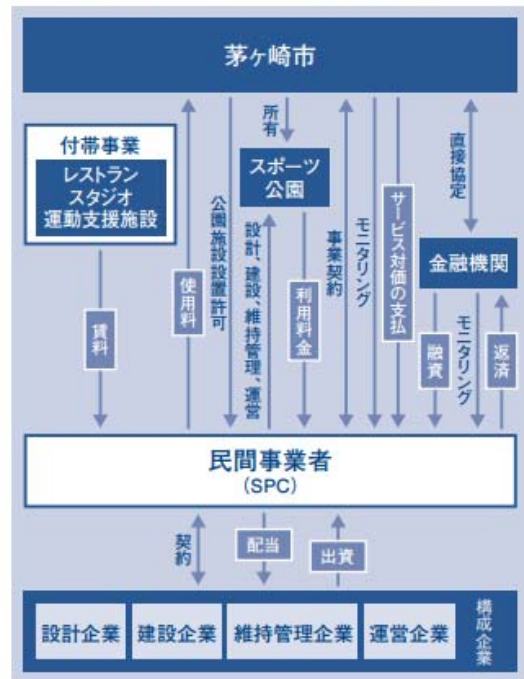 茅ヶ崎市
付帯事業
レストラン
スタジオ
運動支援施設
賃料
使用料
公園施設設置許可
所有
スポーツ
公園
設計、建設、維持管理、運営
利用料金
事業契約
モニタリング
サービス対価の支払
直接協定
金融機関
融資
モニタリング
返済
民間事業者
(SPC)
契約
配当
出資
設計企業
建設企業
維持管理企業
運営企業
構成企業